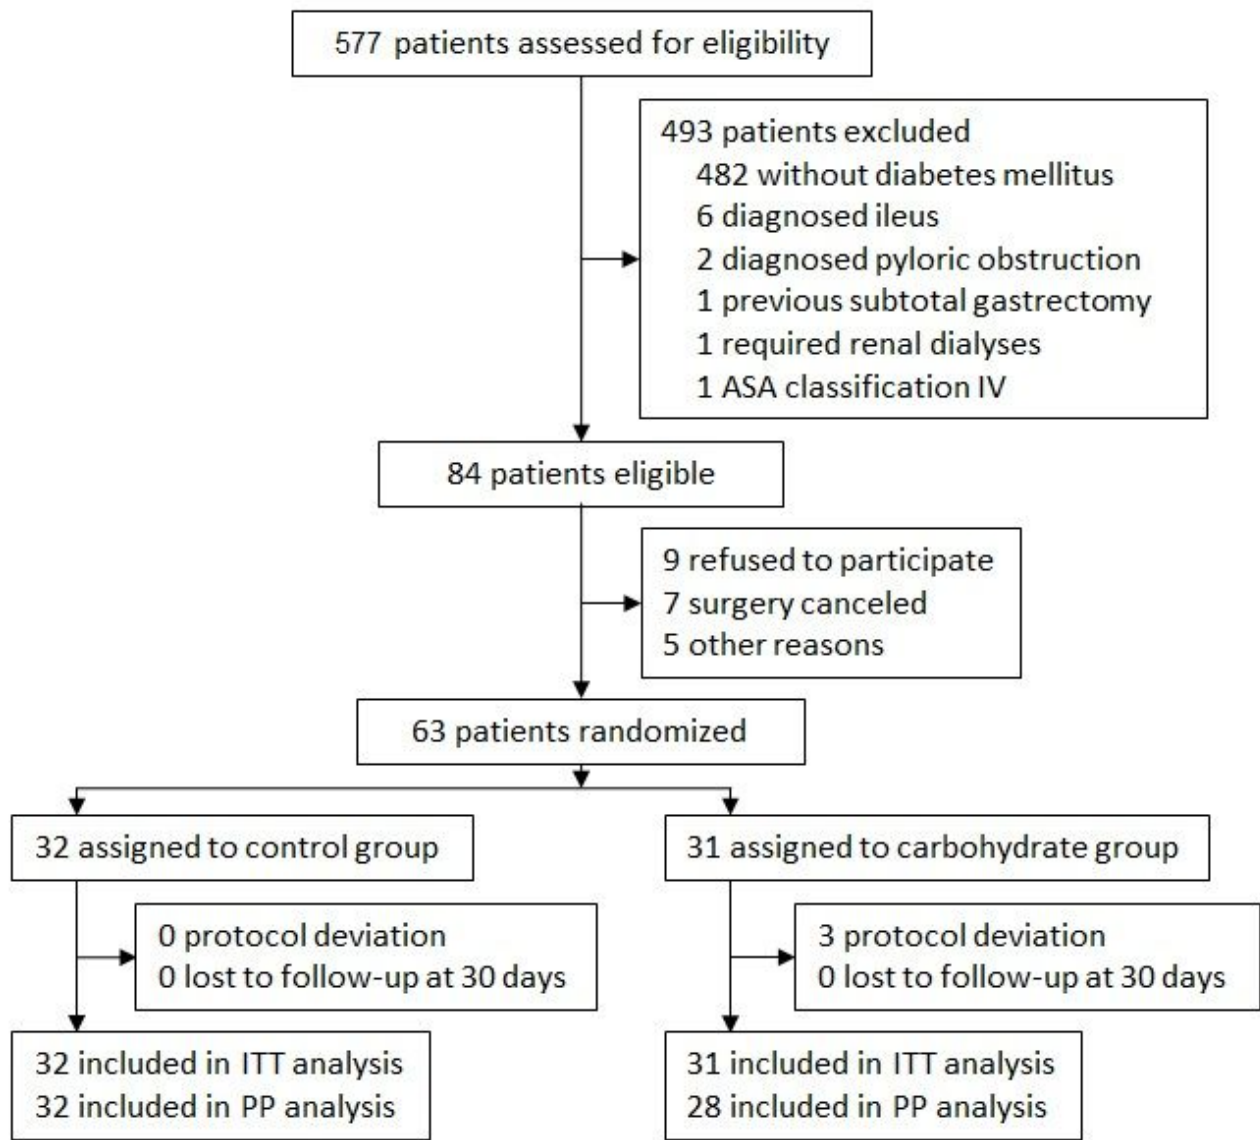 577 patients assessed for eligibility
493 patients excluded
482 without diabetes mellitus
6 diagnosed ileus
2 diagnosed pyloric obstruction
1 previous subtotal gastrectomy
1 required renal dialyses
1 ASA classification IV
84 patients eligible
9 refused to participate
7 surgery canceled
5 other reasons
63 patients randomized
32 assigned to control group
31 assigned to carbohydrate group
0 protocol deviation
0 lost to follow-up at 30 days
3 protocol deviation
0 lost to follow-up at 30 days
32 included in ITT analysis
32 included in PP analysis
31 included in ITT analysis
28 included in PP analysis